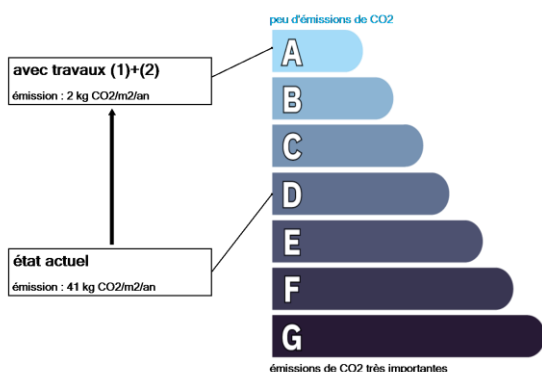 peu d'émissions de CO2
A
avec travaux (1)+(2)
émission : 2 kg CO2/m2/an
B
C
D
E
état actuel
émission : 41 kg CO2/m2/an
F
G
émissions de CO2 très importantes